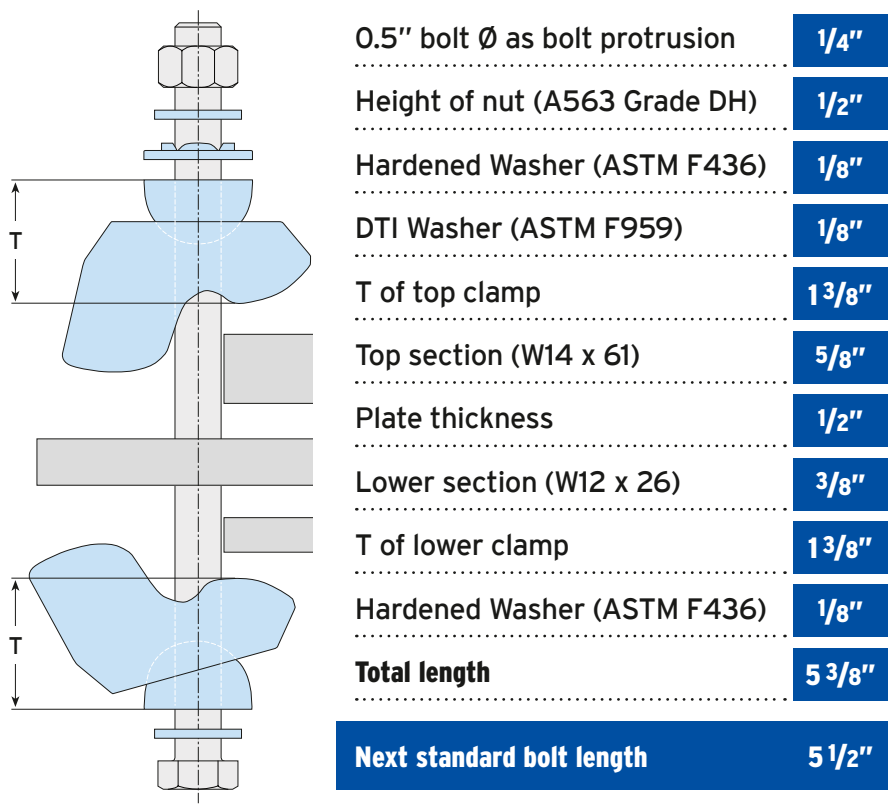 0.5" bolt Ø as bolt protrusion 1/4"
Height of nut (A563 Grade DH) 1/2"
Hardened Washer (ASTM F436) 1/8"
DTI Washer (ASTM F959) 1/8"
T of top clamp 1 3/8"
Top section (W14 x 61) 5/8"
Plate thickness 1/2"
Lower section (W12 x 26) 3/8"
T of lower clamp 1 3/8"
Hardened Washer (ASTM F436) 1/8"
Total length 5 3/8"
Next standard bolt length 5 1/2"
T
T